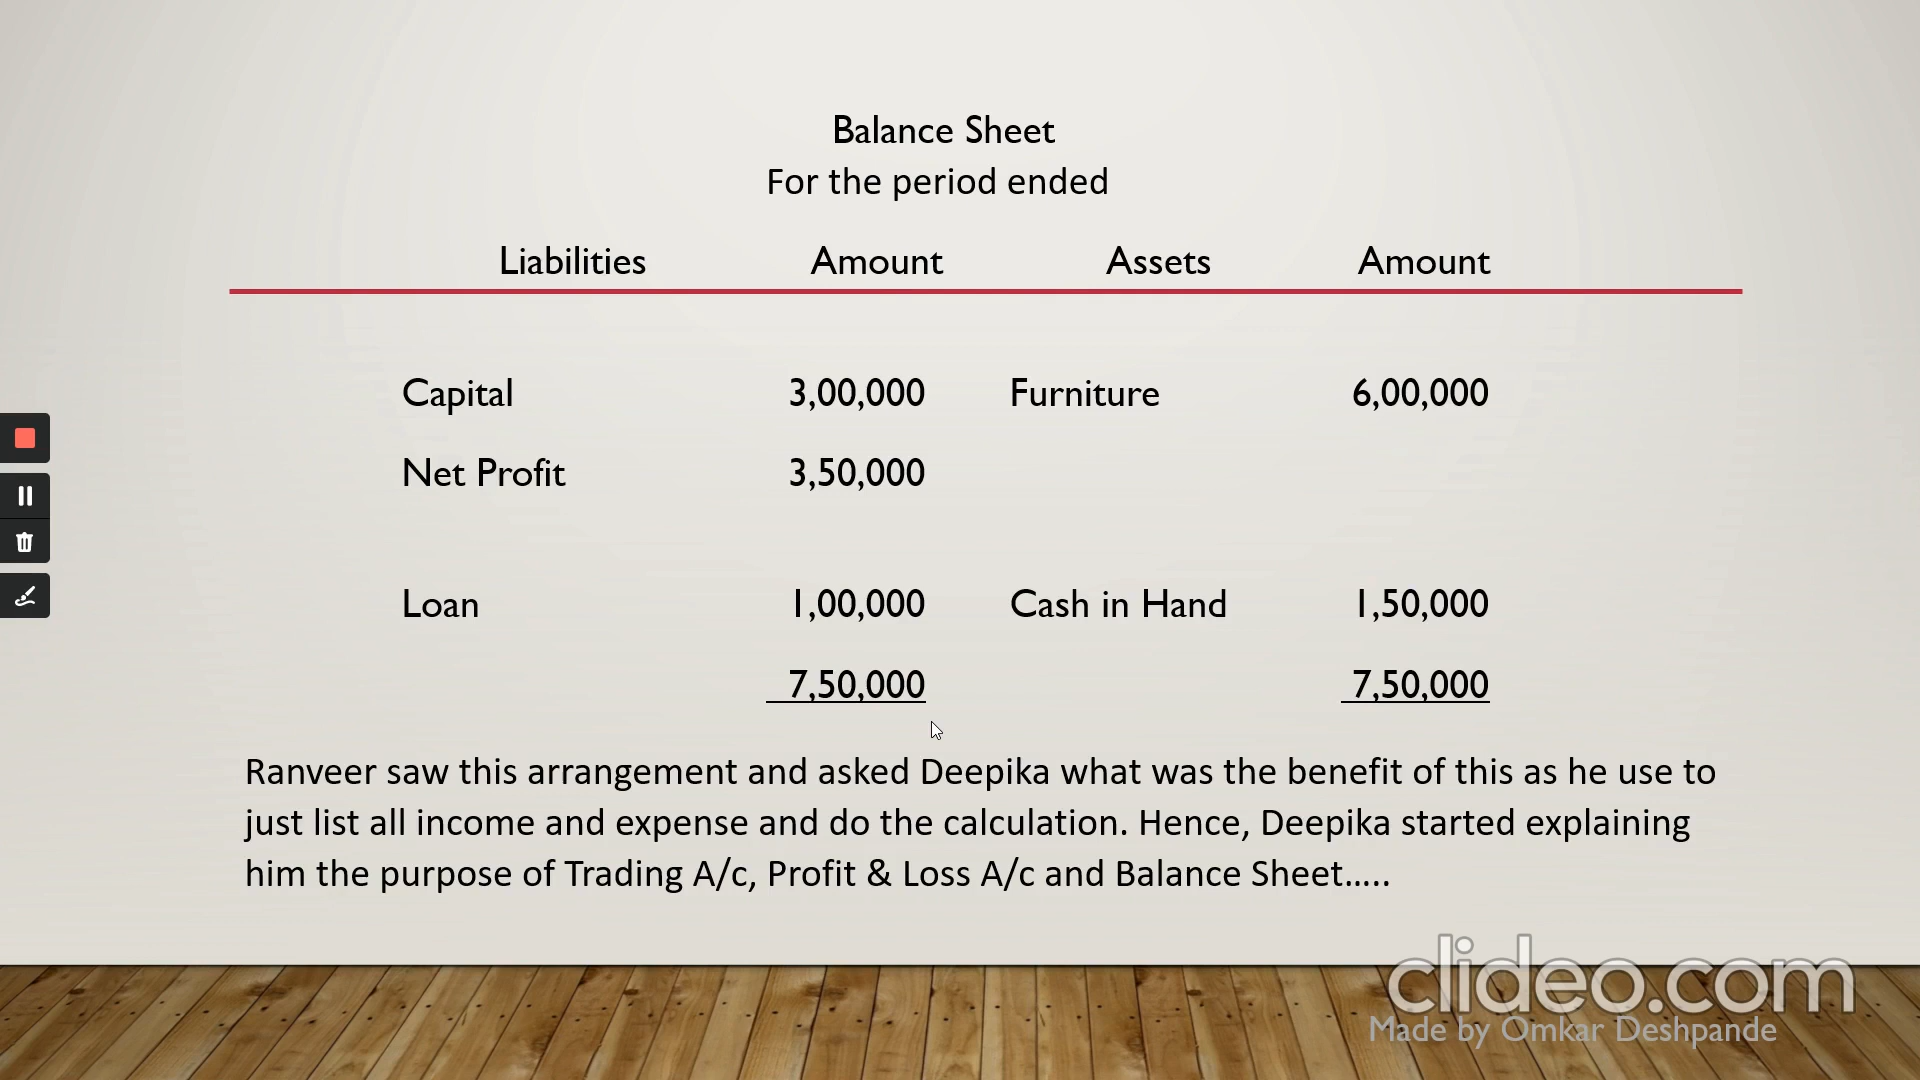 Balance Sheet
For the period ended
Liabilities Amount Assets Amount
Capital 3,00,000 Furniture 6,00,000
Net Profit 3,50,000
Loan 1,00,000 Cash in Hand 1,50,000
7,50,000 7,50,000
Ranveer saw this arrangement and asked Deepika what was the benefit of this as he use to
just list all income and expense and do the calculation. Hence, Deepika started explaining
him the purpose of Trading A/c, Profit & Loss A/c and Balance Sheet.....
clideo.com
Made by Omkar Deshpande